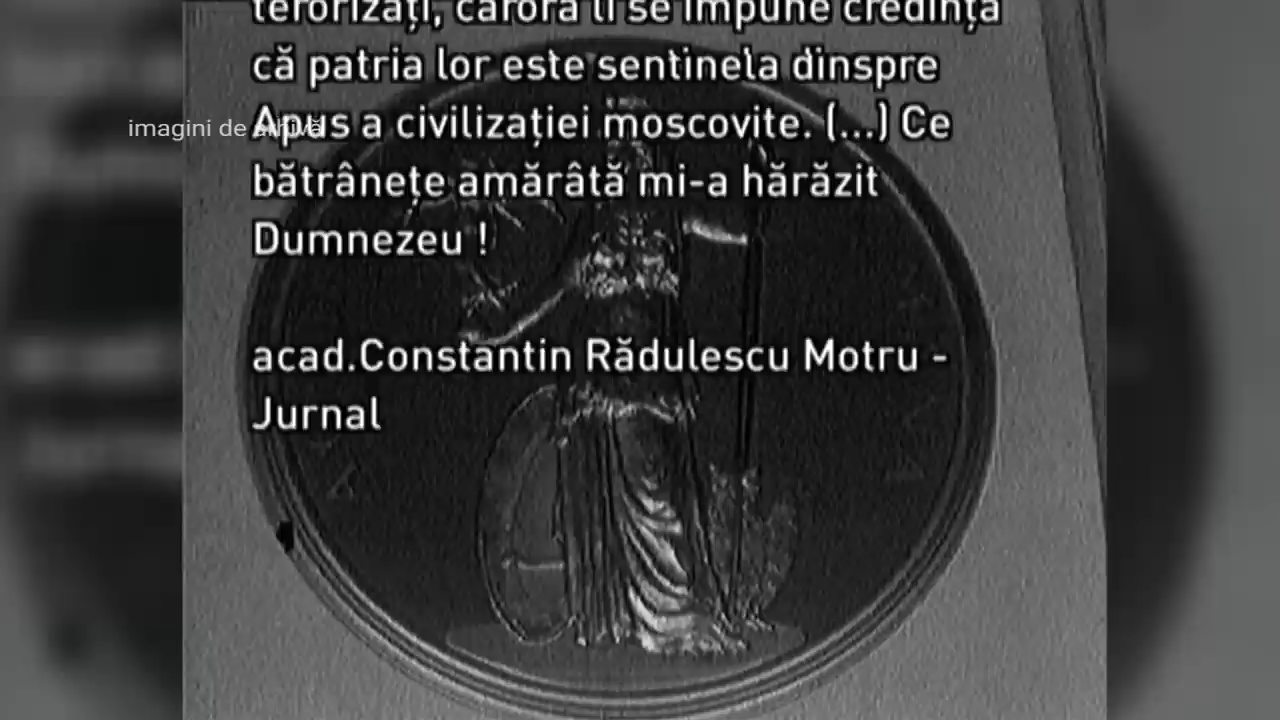 terorizați, cărora li se impune credința
că patria lor este sentinela dinspre
Apus a civilizației moscovite. (...) Ce
bătrânețe amărâtă mi-a hărăzit
Dumnezeu !
imagini de arhivă
acad.Constantin Rădulescu Motru -
Jurnal